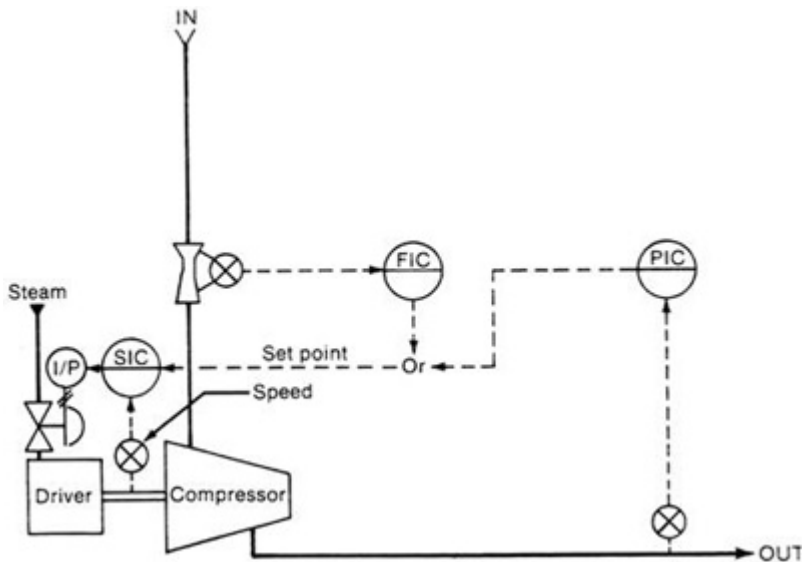 IN
FIC
PIC
Steam
I/P
SIC
Set point
Or
Speed
Driver
Compressor
OUT